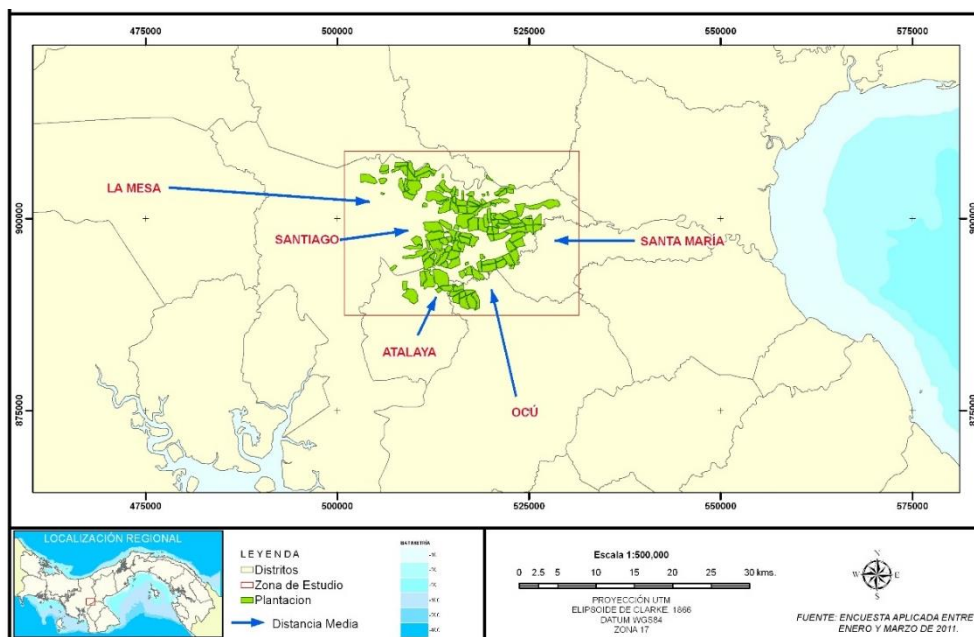 475000 500000 525000 550000 575000
LA MESA
900000 900000
SANTIAGO
SANTA MARÍA
ATALAYA
OCÚ
875000 875000
475000 500000 525000 550000 575000
LOCALIZACIÓN REGIONAL
LEYENDA
Distritos
Zona de Estudio
Plantacion
Distancia Media
Escala 1:500,000
0 2.5 5 10 15 20 25 30 kms.
PROYECCIÓN UTM
ELIPSOIDE DE CLARKE, 1866
DATUM WGS84
ZONA 17
N
W E
S
FUENTE: ENCUESTA APLICADA ENTRE
ENERO Y MARZO DE 2011.